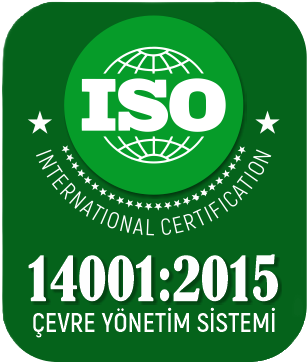 ISO
INTERNATIONAL CERTIFICATION
14001:2015
ÇEVRE YÖNETİM SİSTEMİ